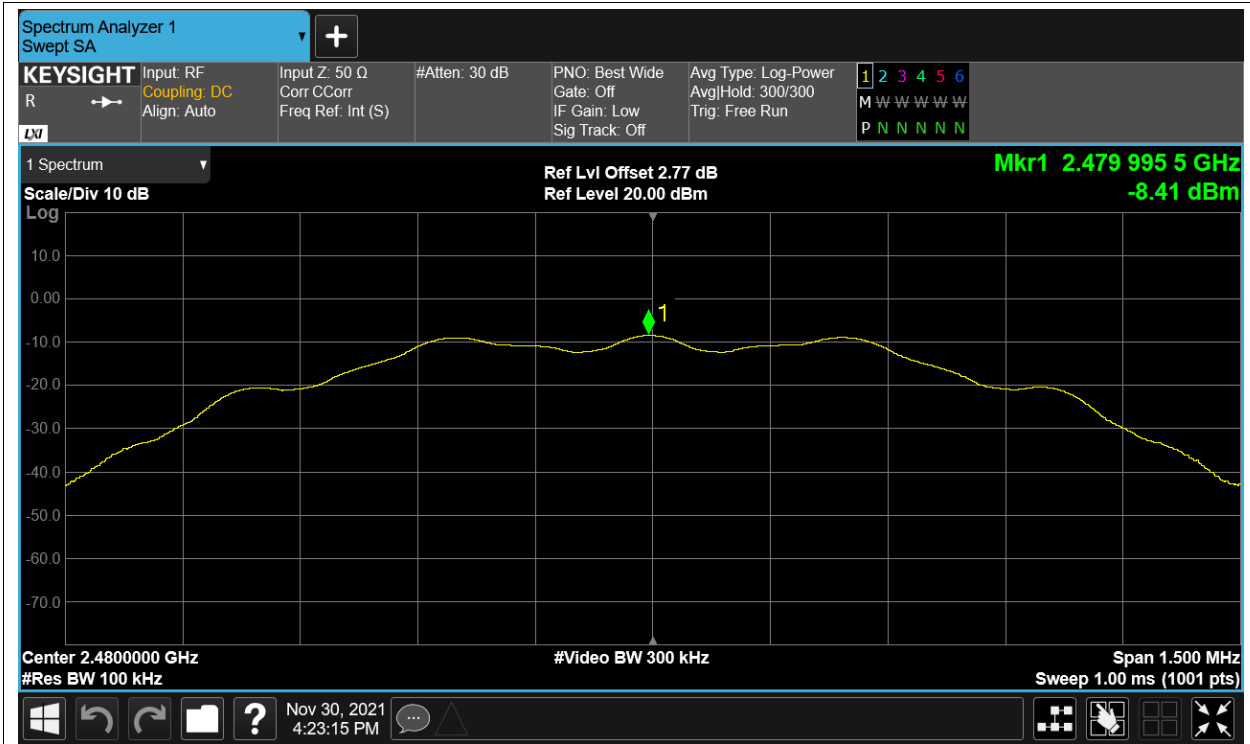 Spectrum Analyzer 1
Swept SA
KEYSIGHT
R
LXI
Input: RF
Coupling: DC
Align: Auto
Input Z: 50 Ω
Corr CCorr
Freq Ref: Int (S)
#Atten: 30 dB
PNO: Best Wide
Gate: Off
IF Gain: Low
Sig Track: Off
Avg Type: Log-Power
Avg|Hold: 300/300
Trig: Free Run
1 2 3 4 5 6
M W W W W W
P N N N N N
1 Spectrum
Scale/Div 10 dB
Log
Ref Lvl Offset 2.77 dB
Ref Level 20.00 dBm
Mkr1 2.479 995 5 GHz
-8.41 dBm
10.0
0.00
-10.0
-20.0
-30.0
-40.0
-50.0
-60.0
-70.0
1
Center 2.4800000 GHz
#Res BW 100 kHz
#Video BW 300 kHz
Span 1.500 MHz
Sweep 1.00 ms (1001 pts)
?
Nov 30, 2021
4:23:15 PM